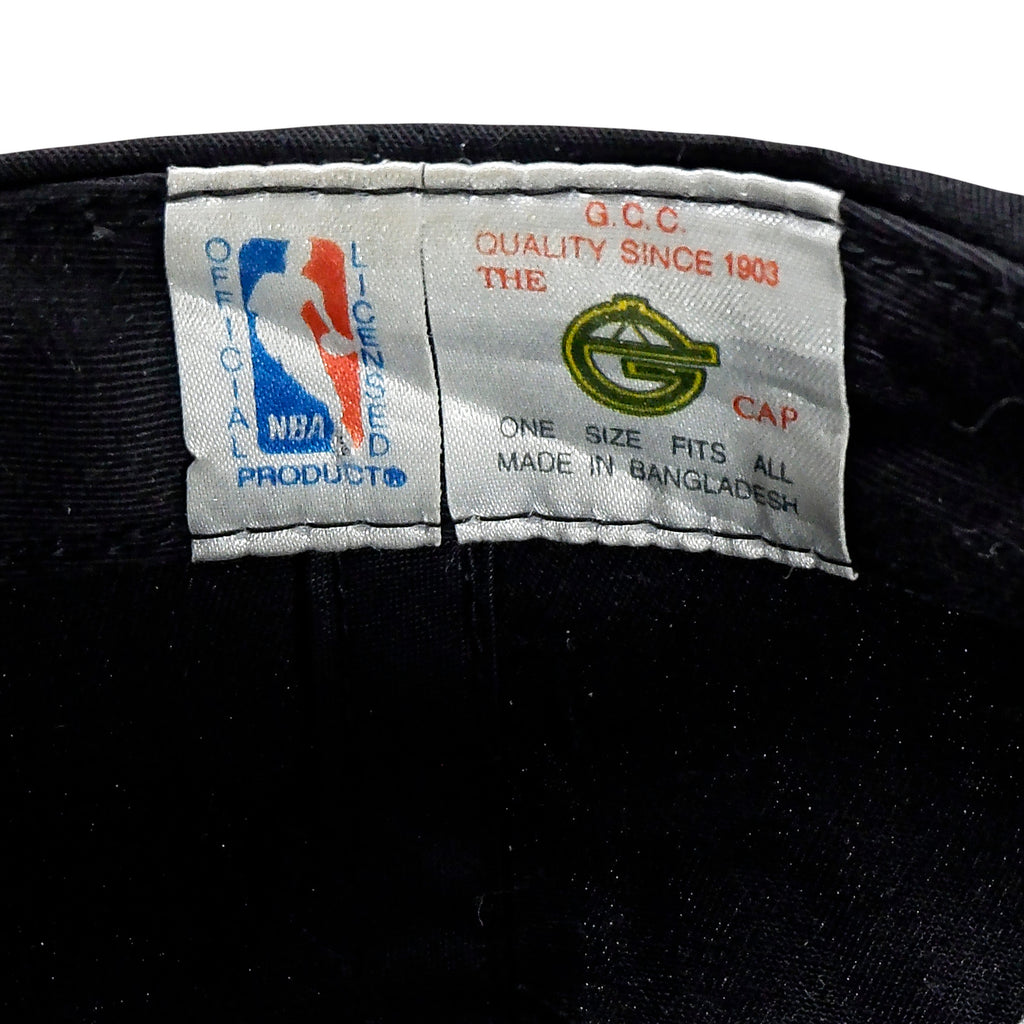 OFFICIAL
LICENSED
NBA
PRODUCT®
G.C.C.
QUALITY SINCE 1903
THE
G
CAP
ONE SIZE FITS ALL
MADE IN BANGLADESH